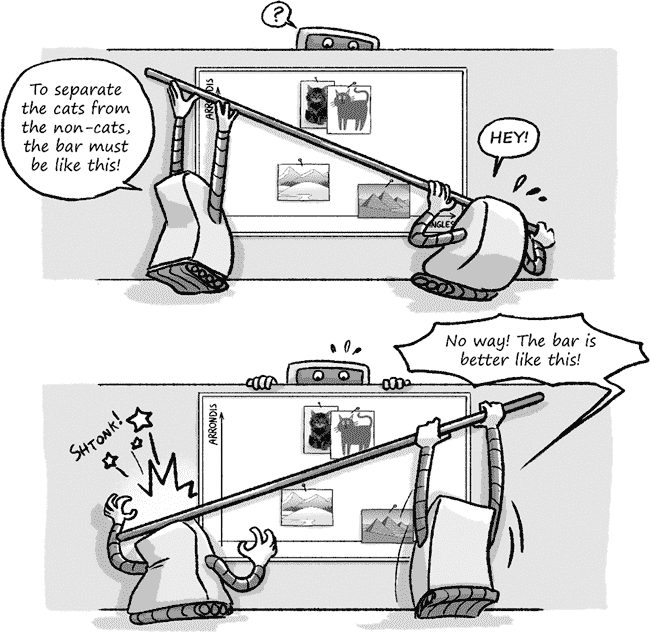 ?
To separate
the cats from
the non-cats,
the bar must
be like this!
ARRONDIS
HEY!
NGLES
No way! The bar is
better like this!
ARRONDIS
SHTONK!